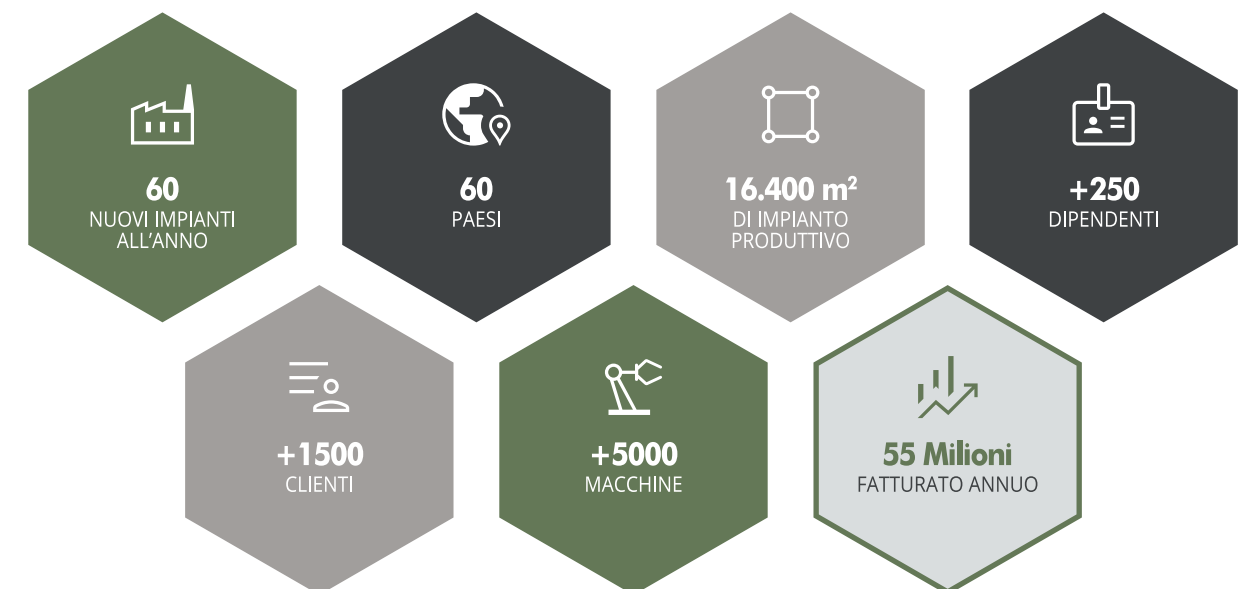 60
NUOVI IMPIANTI
ALL'ANNO
60
PAESI
16.400 m²
DI IMPIANTO
PRODUTTIVO
+250
DIPENDENTI
+1500
CLIENTI
+5000
MACCHINE
55 Milioni
FATTURATO ANNUO